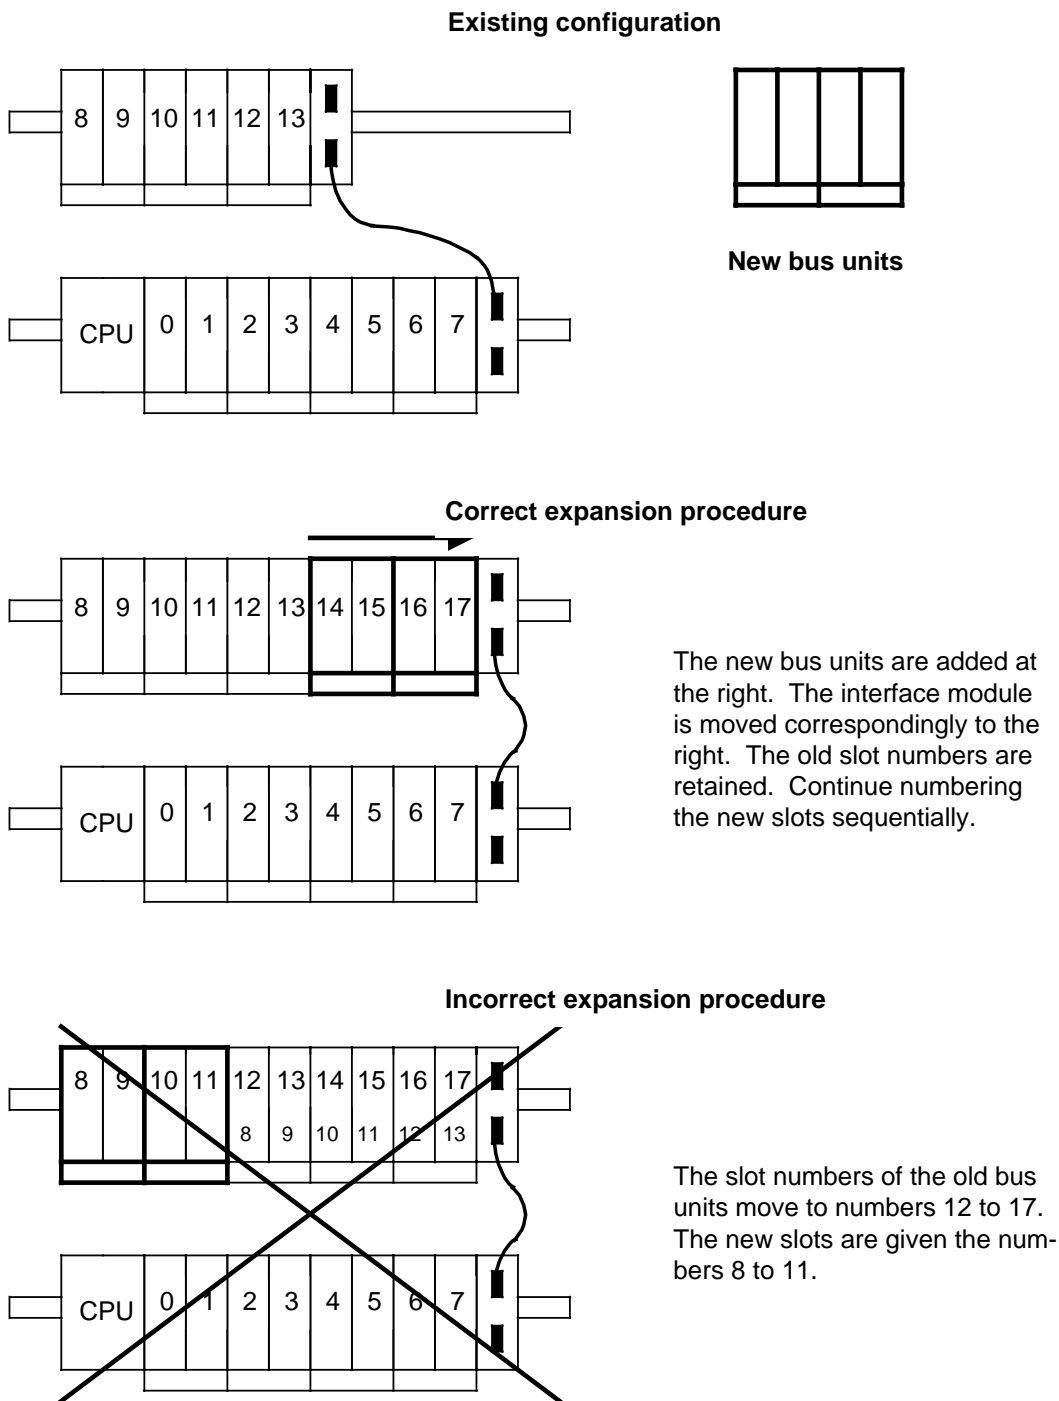 Existing configuration
8 9 10 11 12 13
New bus units
CPU 0 1 2 3 4 5 6 7
Correct expansion procedure
8 9 10 11 12 13 14 15 16 17
The new bus units are added at
the right. The interface module
is moved correspondingly to the
right. The old slot numbers are
retained. Continue numbering
the new slots sequentially.
CPU 0 1 2 3 4 5 6 7
Incorrect expansion procedure
8 9 10 11 12 13 14 15 16 17
8 9 10 11 12 13
The slot numbers of the old bus
units move to numbers 12 to 17.
The new slots are given the num-
bers 8 to 11.
CPU 0 1 2 3 4 5 6 7